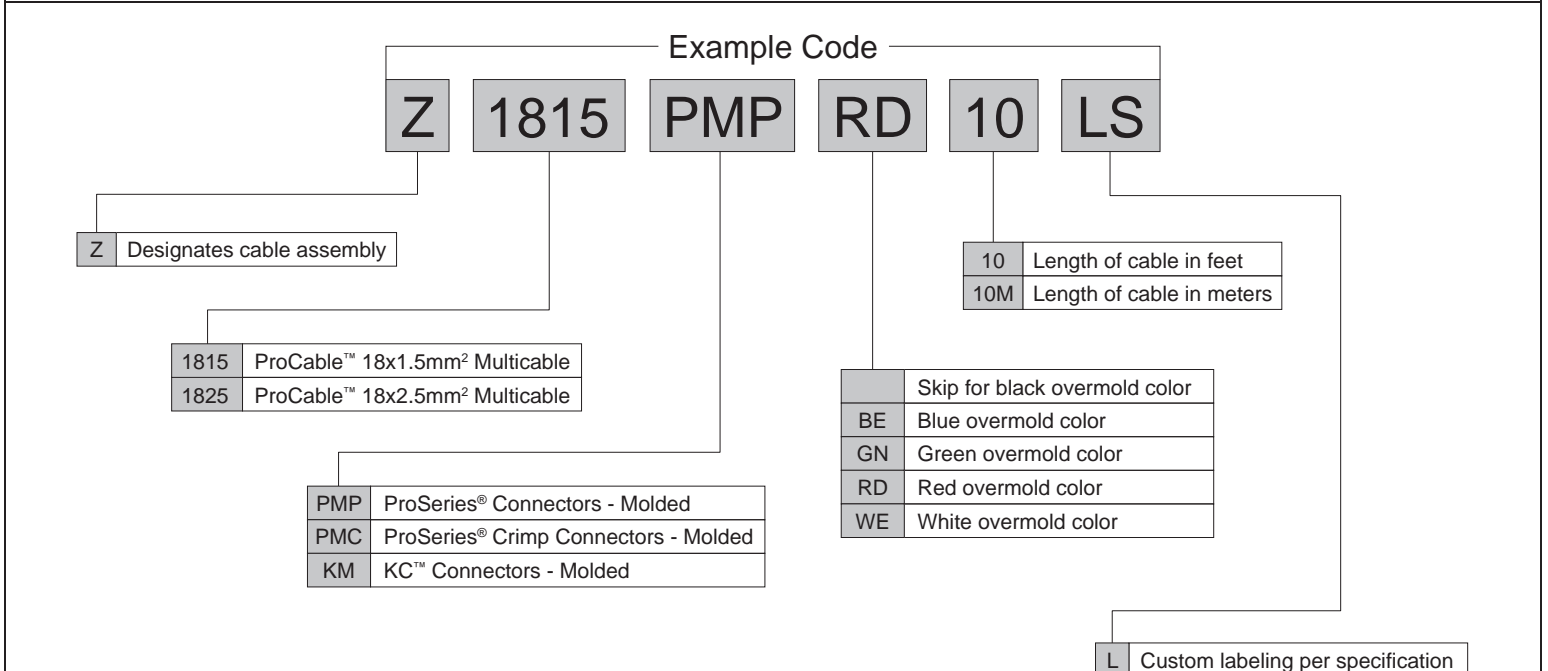 Example Code
Z 1815 PMP RD 10 LS
Z Designates cable assembly
10 Length of cable in feet
10M Length of cable in meters
1815 ProCable™ 18x1.5mm² Multicable
1825 ProCable™ 18x2.5mm² Multicable
Skip for black overmold color
BE Blue overmold color
GN Green overmold color
RD Red overmold color
WE White overmold color
PMP ProSeries® Connectors - Molded
PMC ProSeries® Crimp Connectors - Molded
KM KC™ Connectors - Molded
L Custom labeling per specification